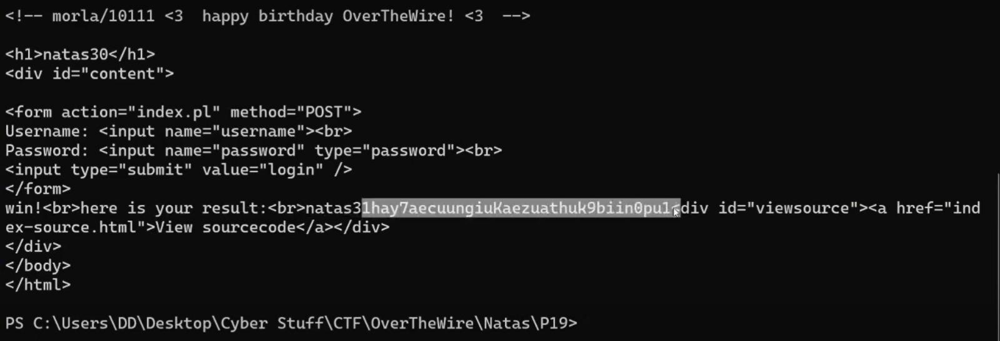 <!-- morla/10111 <3  happy birthday OverTheWire! <3  -->
<h1>natas30</h1>
<div id="content">
<form action="index.pl" method="POST">
Username: <input name="username"><br>
Password: <input name="password" type="password"><br>
<input type="submit" value="login" />
</form>
win!<br>here is your result:<br>natas31hay7aecuungiuKaezuathuk9biin0pu1<div id="viewsource"><a href="ind
ex-source.html">View sourcecode</a></div>
</div>
</body>
</html>
PS C:\Users\DD\Desktop\Cyber Stuff\CTF\OverTheWire\Natas\P19>